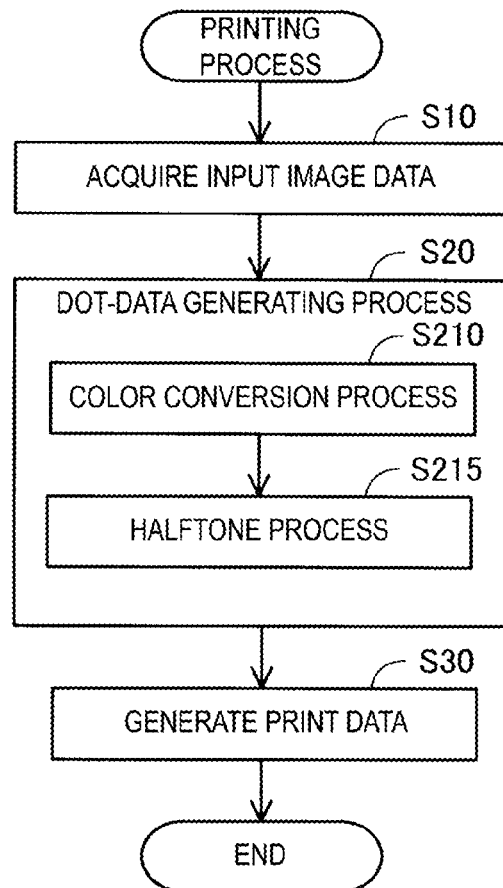 PRINTING
PROCESS
S10
ACQUIRE INPUT IMAGE DATA
S20
DOT-DATA GENERATING PROCESS
S210
COLOR CONVERSION PROCESS
S215
HALFTONE PROCESS
S30
GENERATE PRINT DATA
END